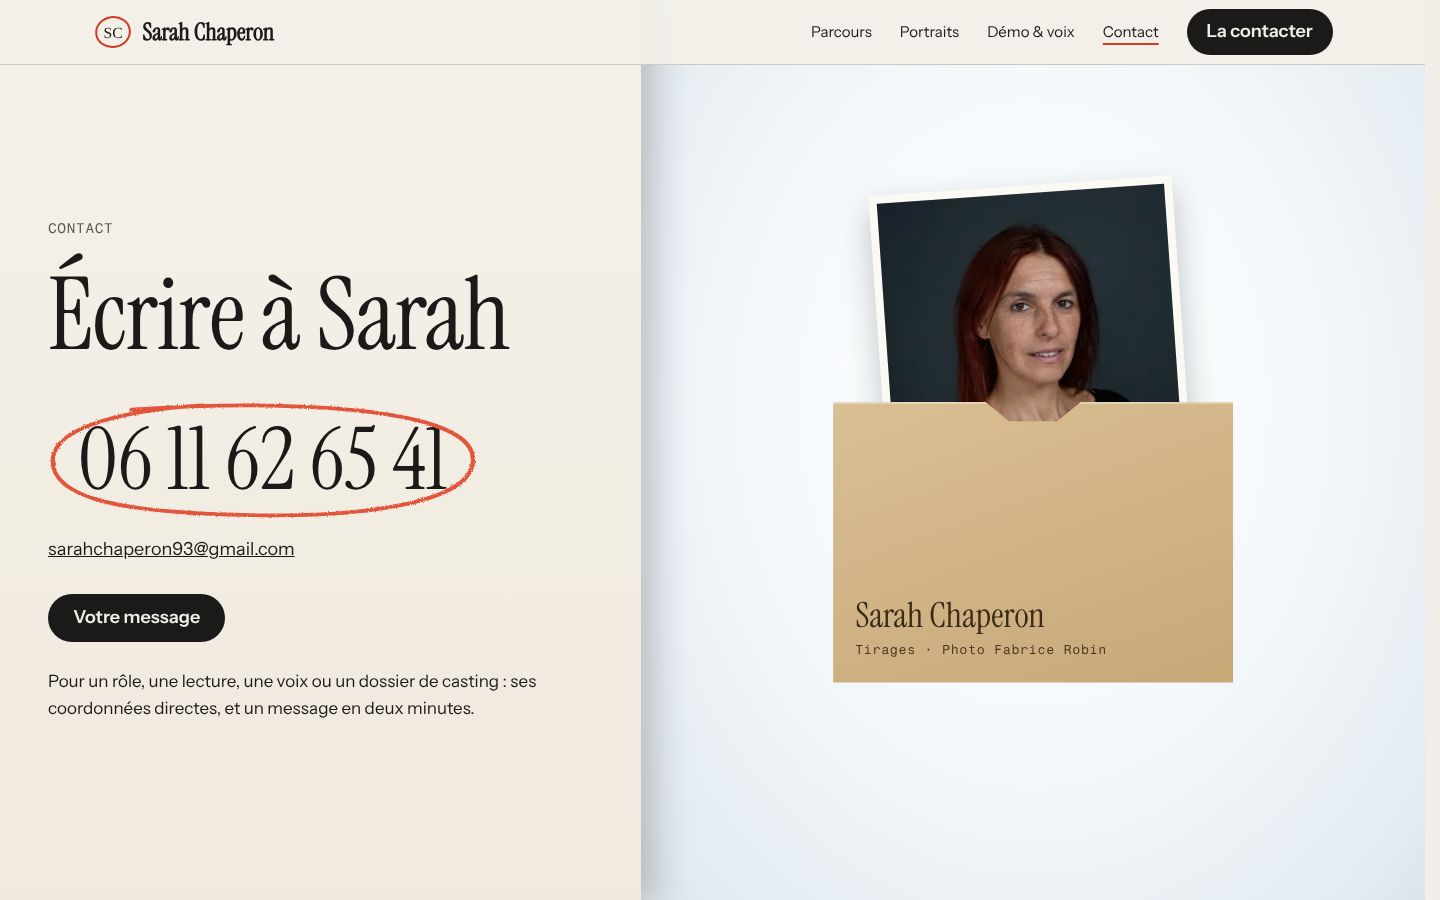 SC Sarah Chaperon
Parcours Portraits Démo & voix Contact La contacter
CONTACT
Écrire à Sarah
06 11 62 65 41
sarahchaperon93@gmail.com
Votre message
Pour un rôle, une lecture, une voix ou un dossier de casting : ses
coordonnées directes, et un message en deux minutes.
Sarah Chaperon
Tirages · Photo Fabrice Robin